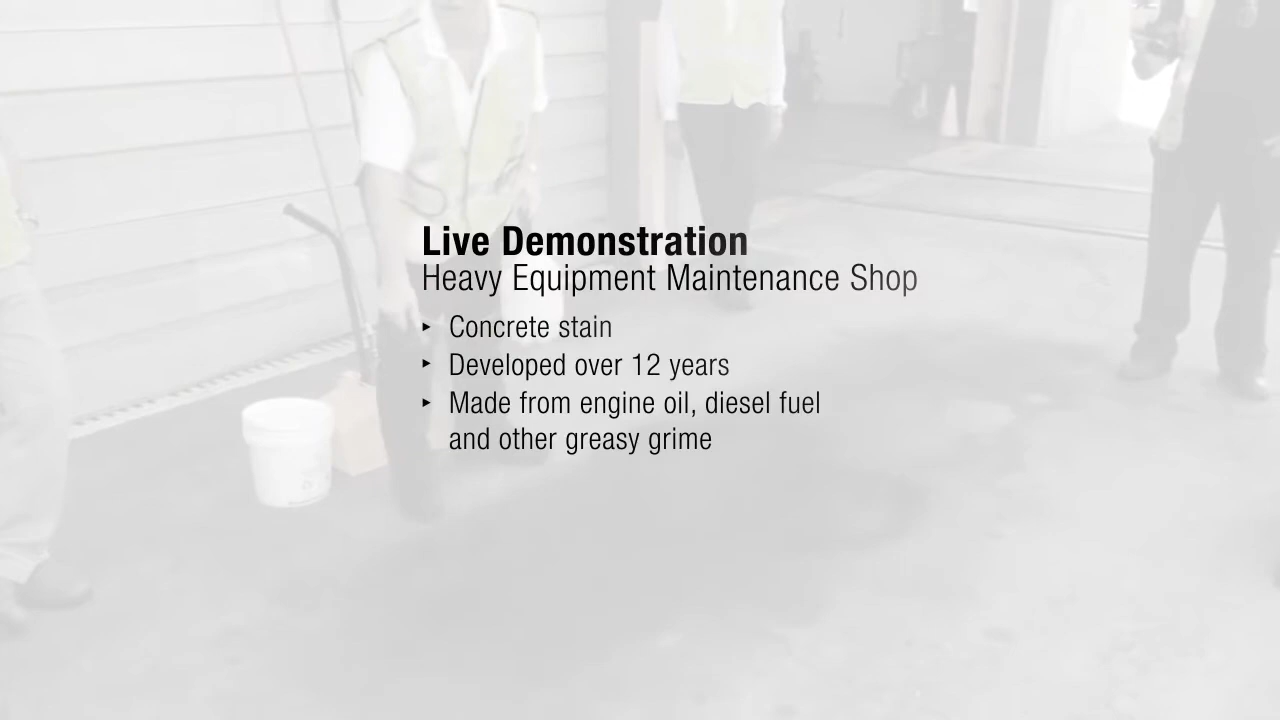 Live Demonstration
Heavy Equipment Maintenance Shop
‣ Concrete stain
‣ Developed over 12 years
‣ Made from engine oil, diesel fuel
and other greasy grime